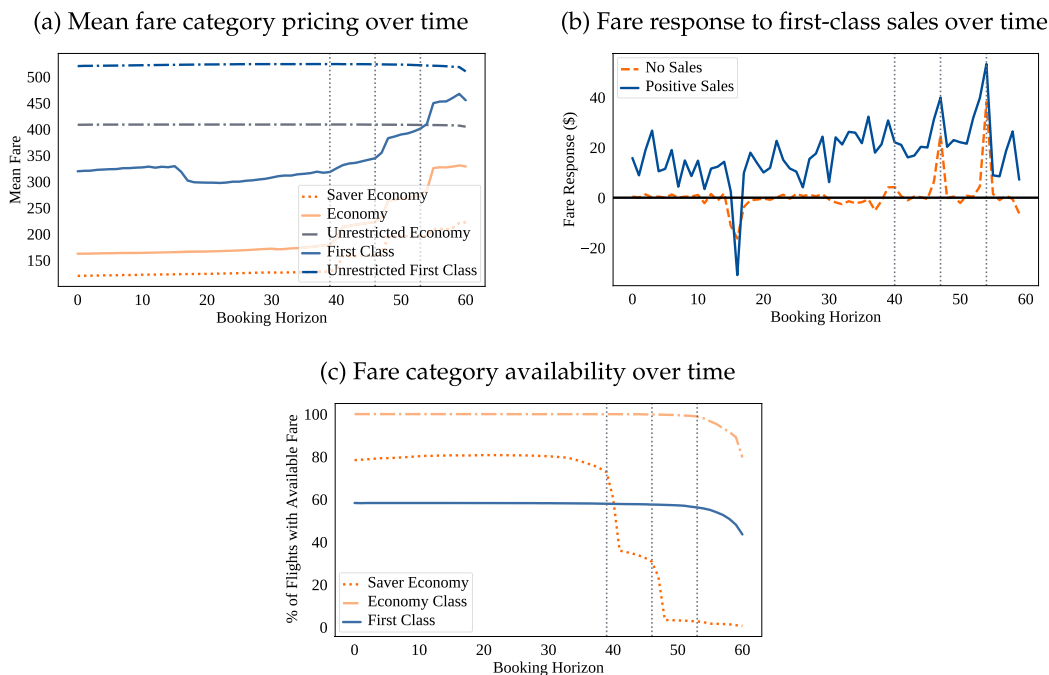 (a) Mean fare category pricing over time
500
450
400
350
300
250
200
150
Mean Fare
Saver Economy
Economy
Unrestricted Economy
First Class
Unrestricted First Class
0 10 20 30 40 50 60
Booking Horizon
(b) Fare response to first-class sales over time
No Sales
Positive Sales
40
20
0
−20
Fare Response ($)
0 10 20 30 40 50 60
Booking Horizon
(c) Fare category availability over time
100
80
60
40
20
0
% of Flights with Available Fare
Saver Economy
Economy Class
First Class
0 10 20 30 40 50 60
Booking Horizon